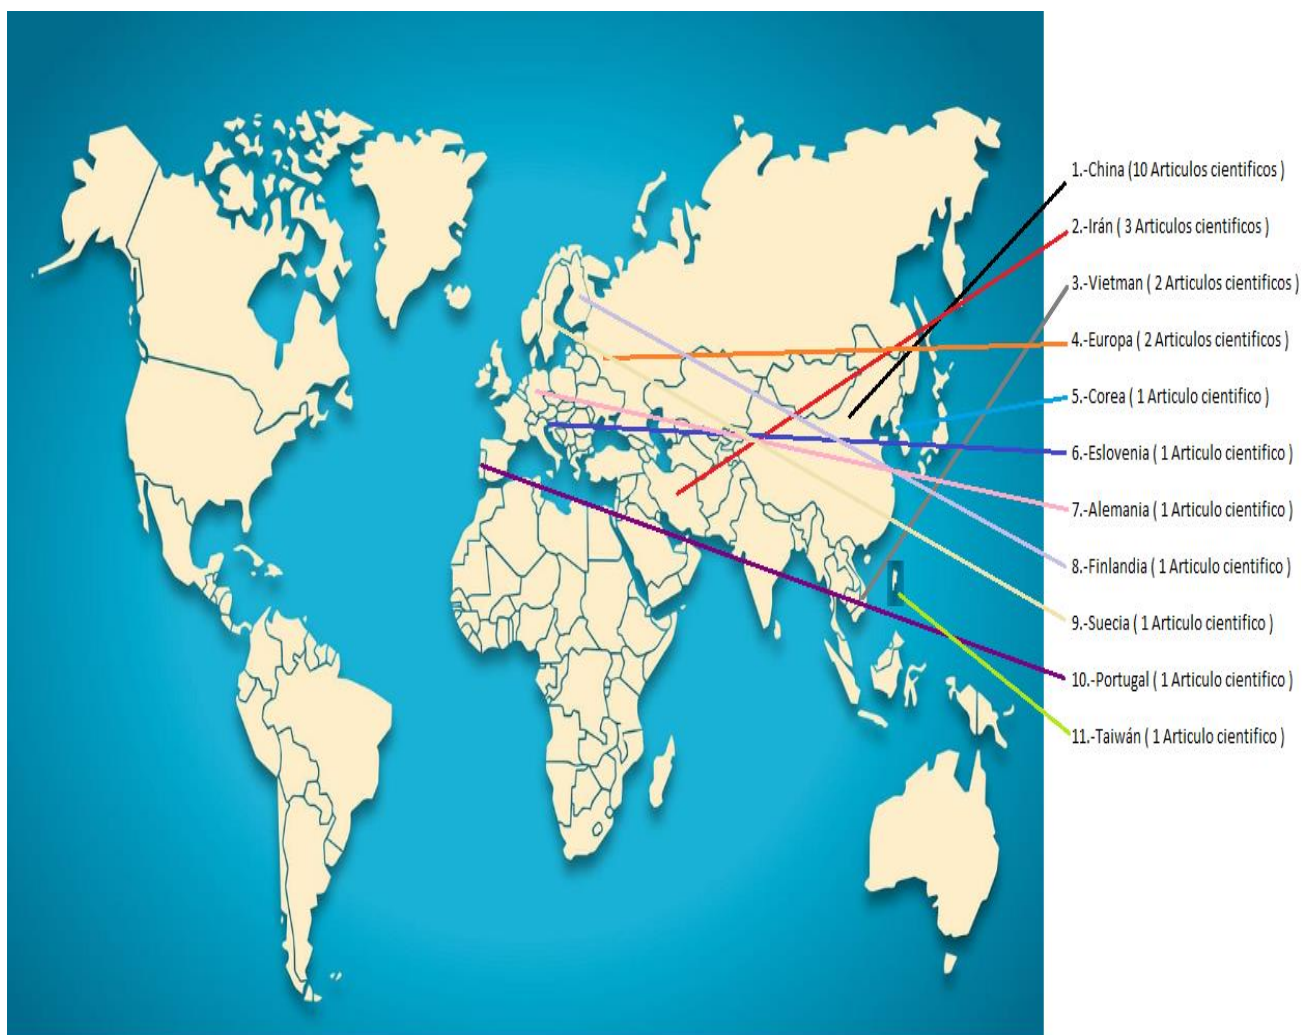 1.-China (10 Articulos cientificos )
2.-Irán ( 3 Articulos cientificos )
3.-Vietman ( 2 Articulos cientificos)
4.-Europa ( 2 Articulos cientificos)
5.-Corea ( 1 Articulo cientifico )
6.-Eslovenia ( 1 Articulo cientifico )
7.-Alemania ( 1 Articulo cientifico )
8.-Finlandia ( 1 Articulo cientifico )
9.-Suecia ( 1 Articulo cientifico )
10.-Portugal ( 1 Articulo cientifico )
11.-Taiwán ( 1 Articulo cientifico )